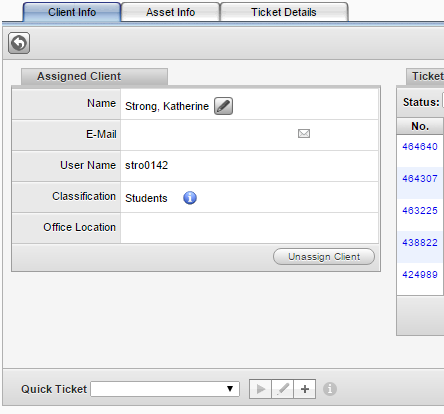 Client Info Asset Info Ticket Details
Assigned Client
Name Strong, Katherine
E-Mail
User Name stro0142
Classification Students
Office Location
Unassign Client
Ticket
Status:
No.
464640
464307
463225
438822
424989
Quick Ticket